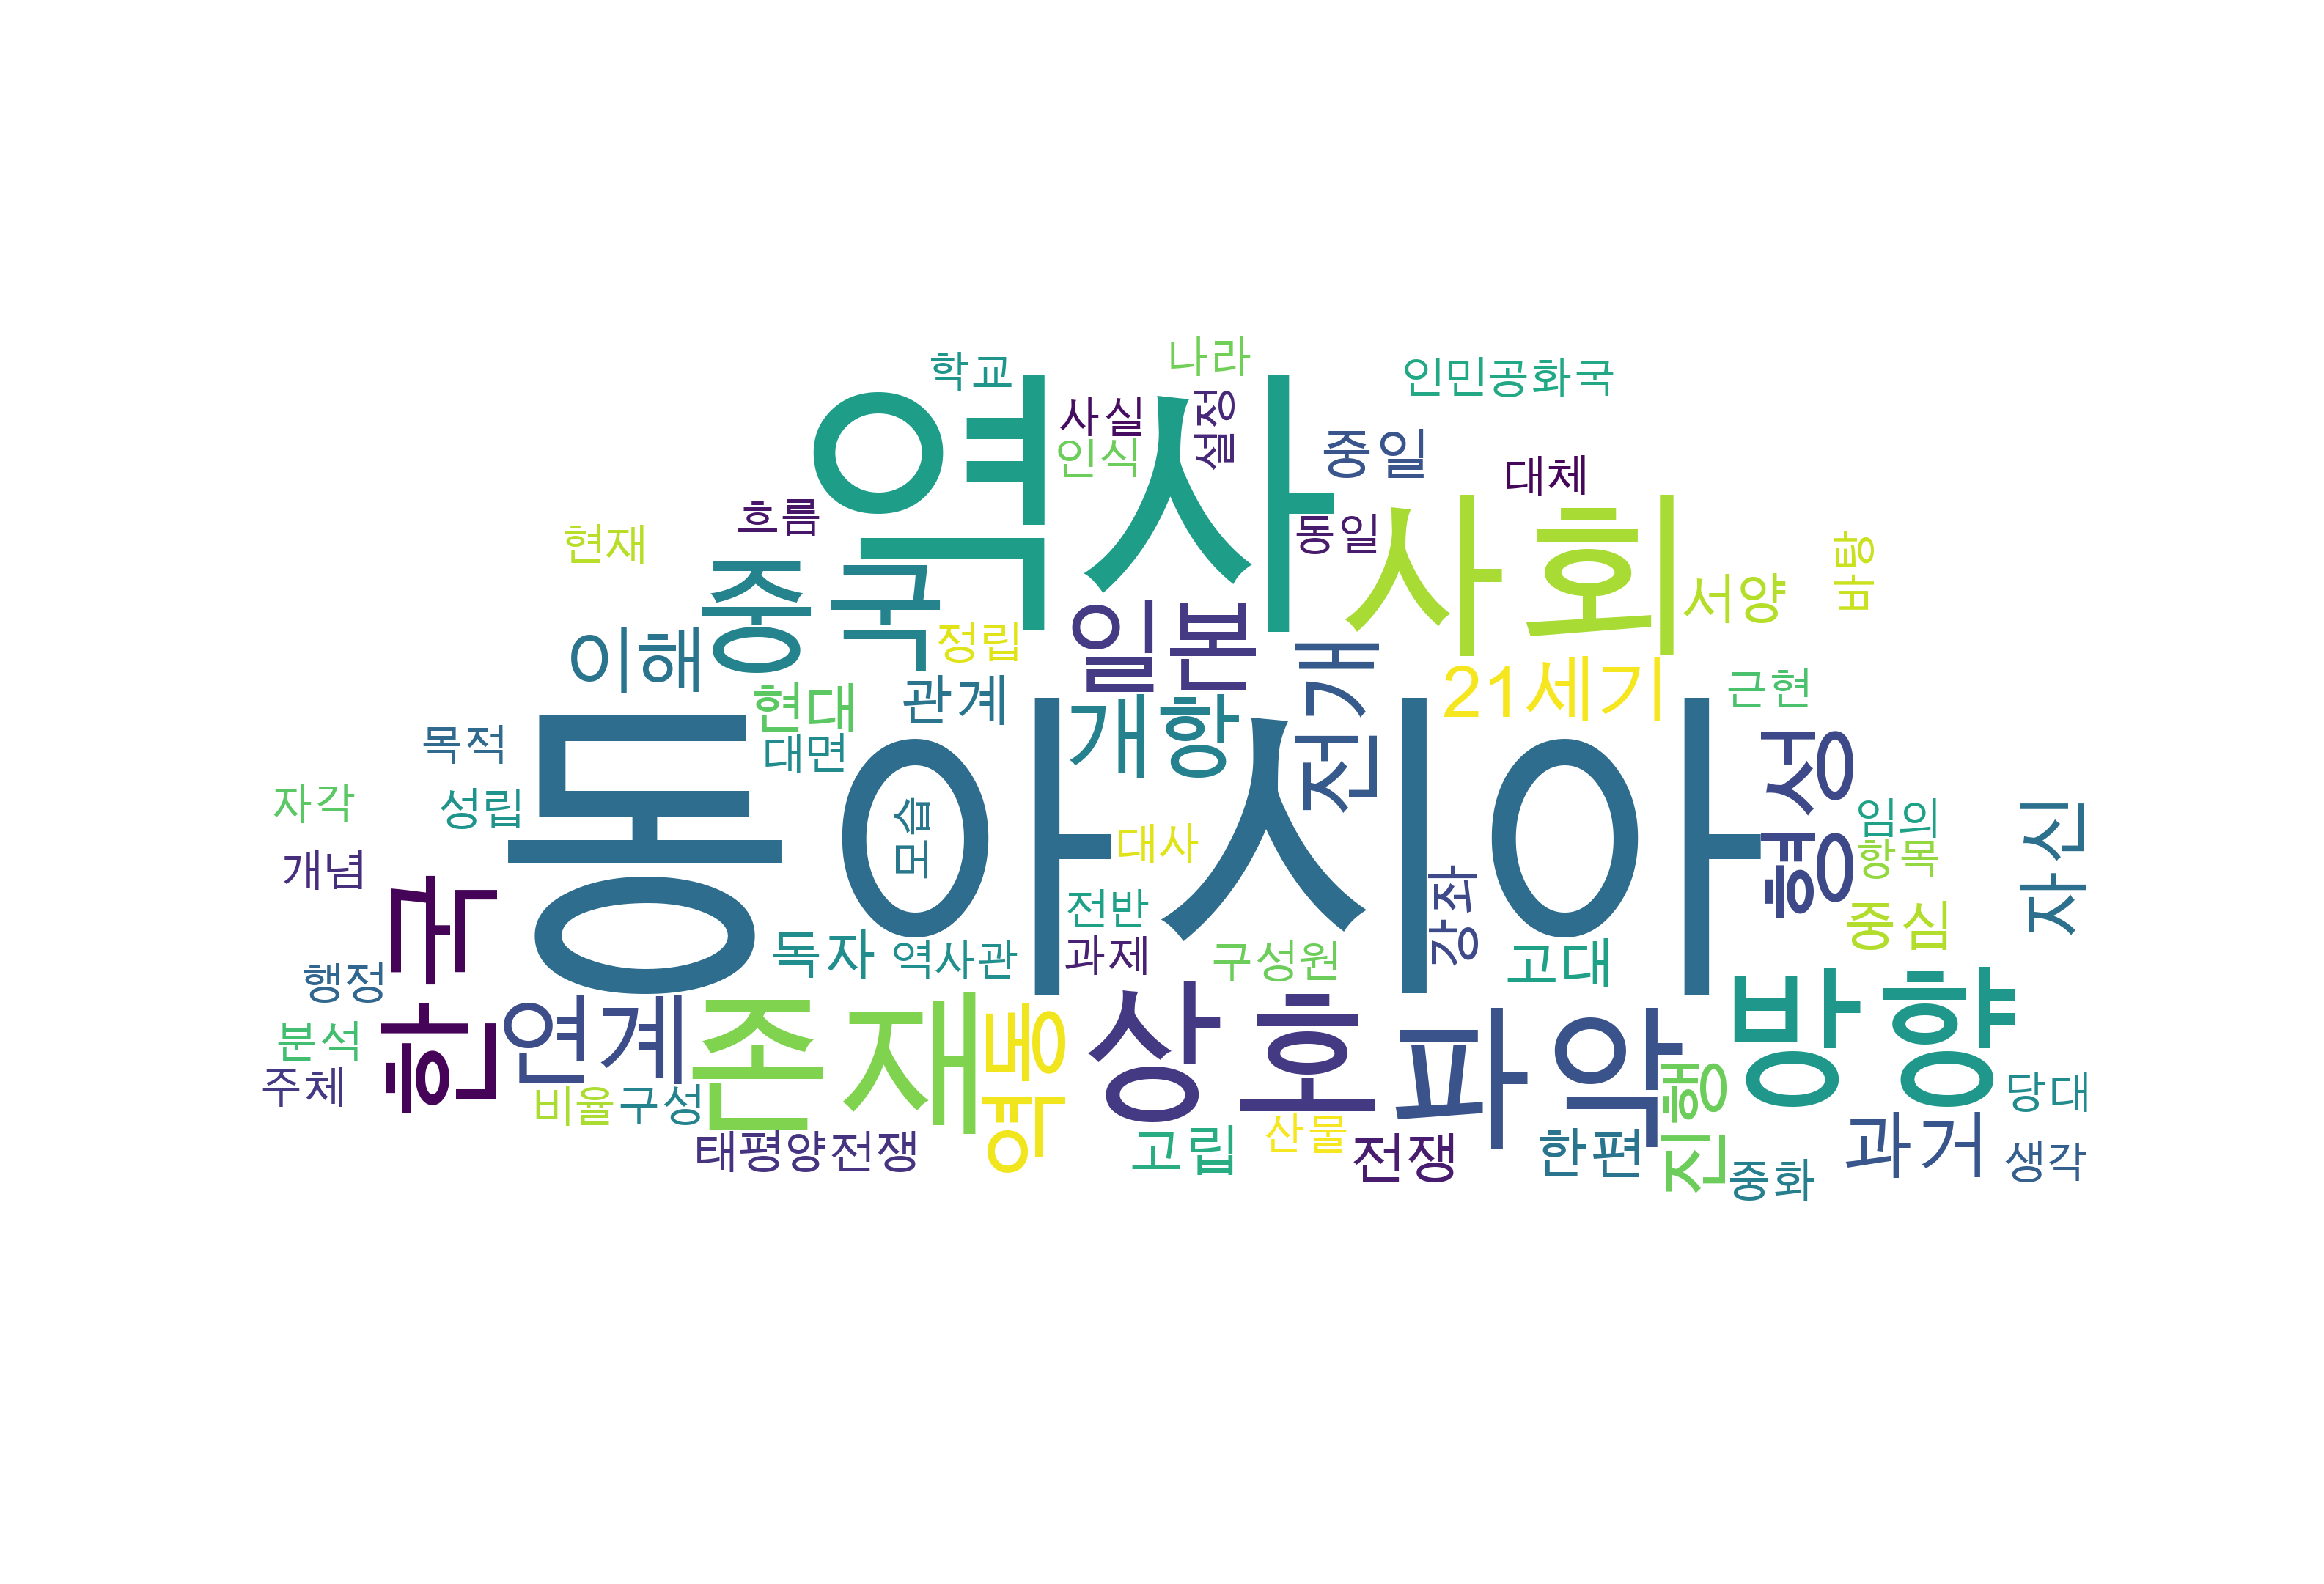 나라
학교
인민공화국
사실
설정
역사
인식
중일
대체
흐름
동일
현재
사회
남방
서양
중국
정립
일본
이해
21세기
근현
현대
관계
전개
개항
목적
대면
형성
동아시아
자각
성립
모습
대사
임의
항목
자신
개념
전반
강좌
중심
한국
독자
역사관
과제
구성원
고대
행정
방향
연계
존재
배위
상호
파악
분석
주체
비율
구성
진행
당대
태평양전쟁
고립
산물
전쟁
한편
과거
중화
생각